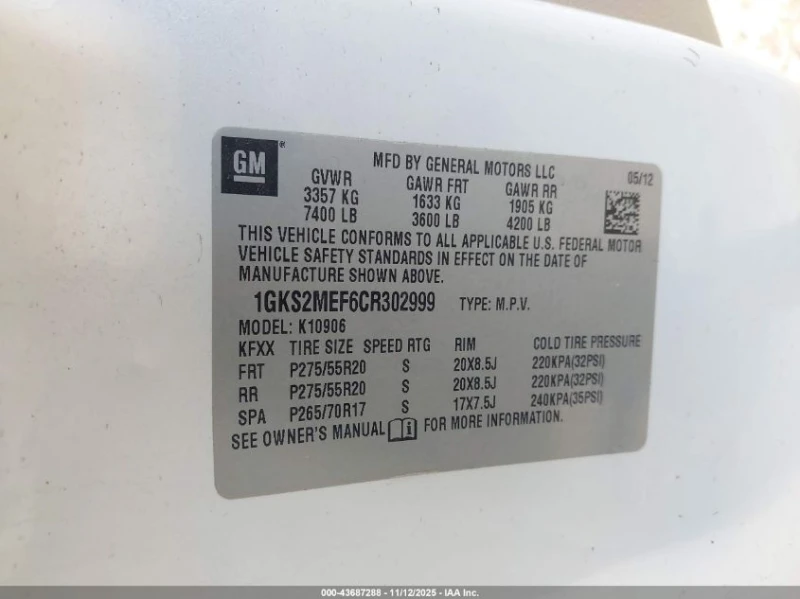 GM®
MFD BY GENERAL MOTORS LLC 05/12
GVWR GAWR FRT GAWR RR
3357 KG 1633 KG 1905 KG
7400 LB 3600 LB 4200 LB
THIS VEHICLE CONFORMS TO ALL APPLICABLE U.S. FEDERAL MOTOR
VEHICLE SAFETY STANDARDS IN EFFECT ON THE DATE OF
MANUFACTURE SHOWN ABOVE.
1GKS2MEF6CR302999 TYPE: M.P.V.
MODEL: K10906
KFXX TIRE SIZE SPEED RTG RIM COLD TIRE PRESSURE
FRT P275/55R20 S 20X8.5J 220KPA(32PSI)
RR P275/55R20 S 20X8.5J 220KPA(32PSI)
SPA P265/70R17 S 17X7.5J 240KPA(35PSI)
SEE OWNER'S MANUAL i FOR MORE INFORMATION.
000-43687288 - 11/12/2025 - IAA Inc.